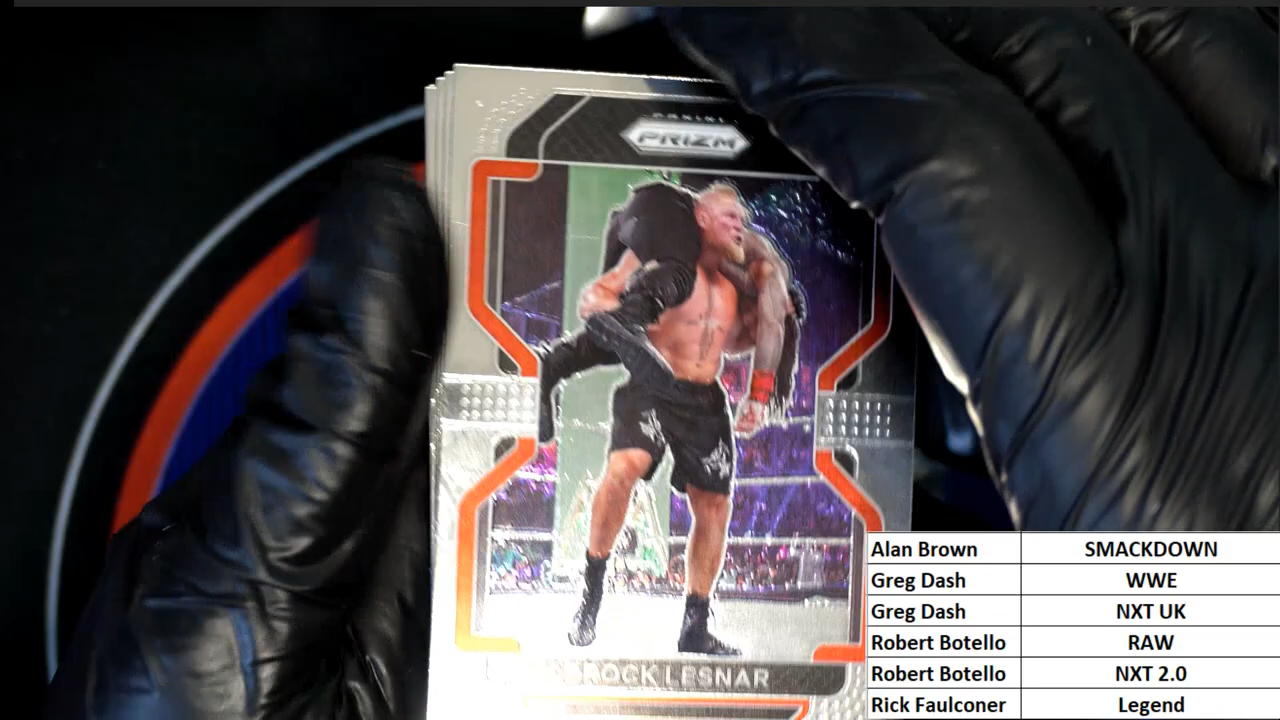 PANINI
PRIZM
BROCK LESNAR
Alan Brown SMACKDOWN
Greg Dash WWE
Greg Dash NXT UK
Robert Botello RAW
Robert Botello NXT 2.0
Rick Faulconer Legend